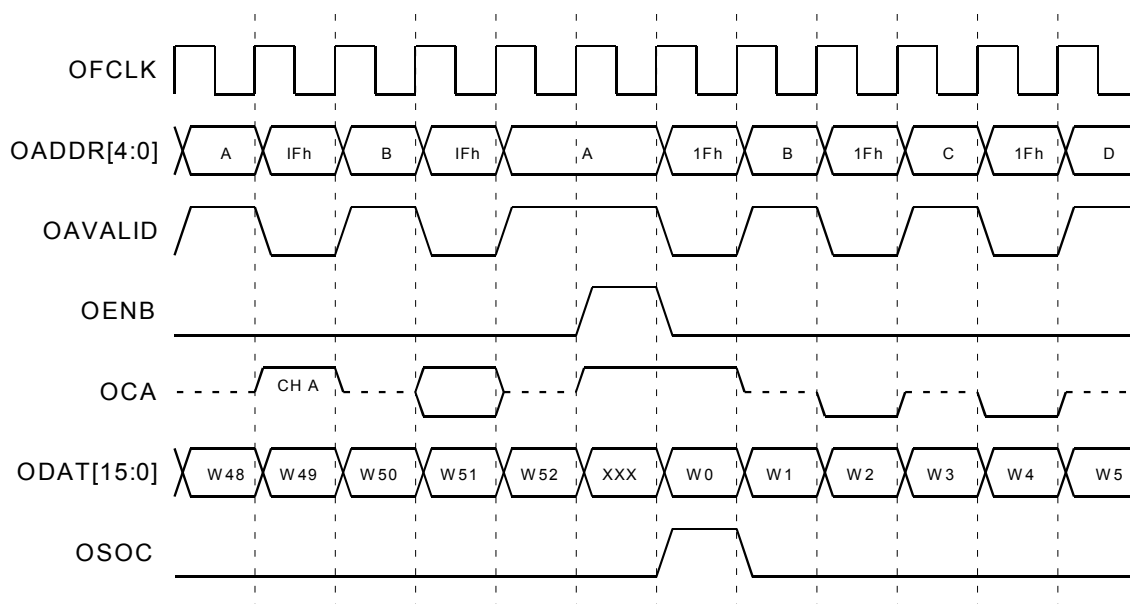 OFCLK
OADDR[4:0] A IFh B IFh A 1Fh B 1Fh C 1Fh D
OAVALID
OENB
OCA CH A
ODAT[15:0] W48 W49 W50 W51 W52 XXX W0 W1 W2 W3 W4 W5
OSOC